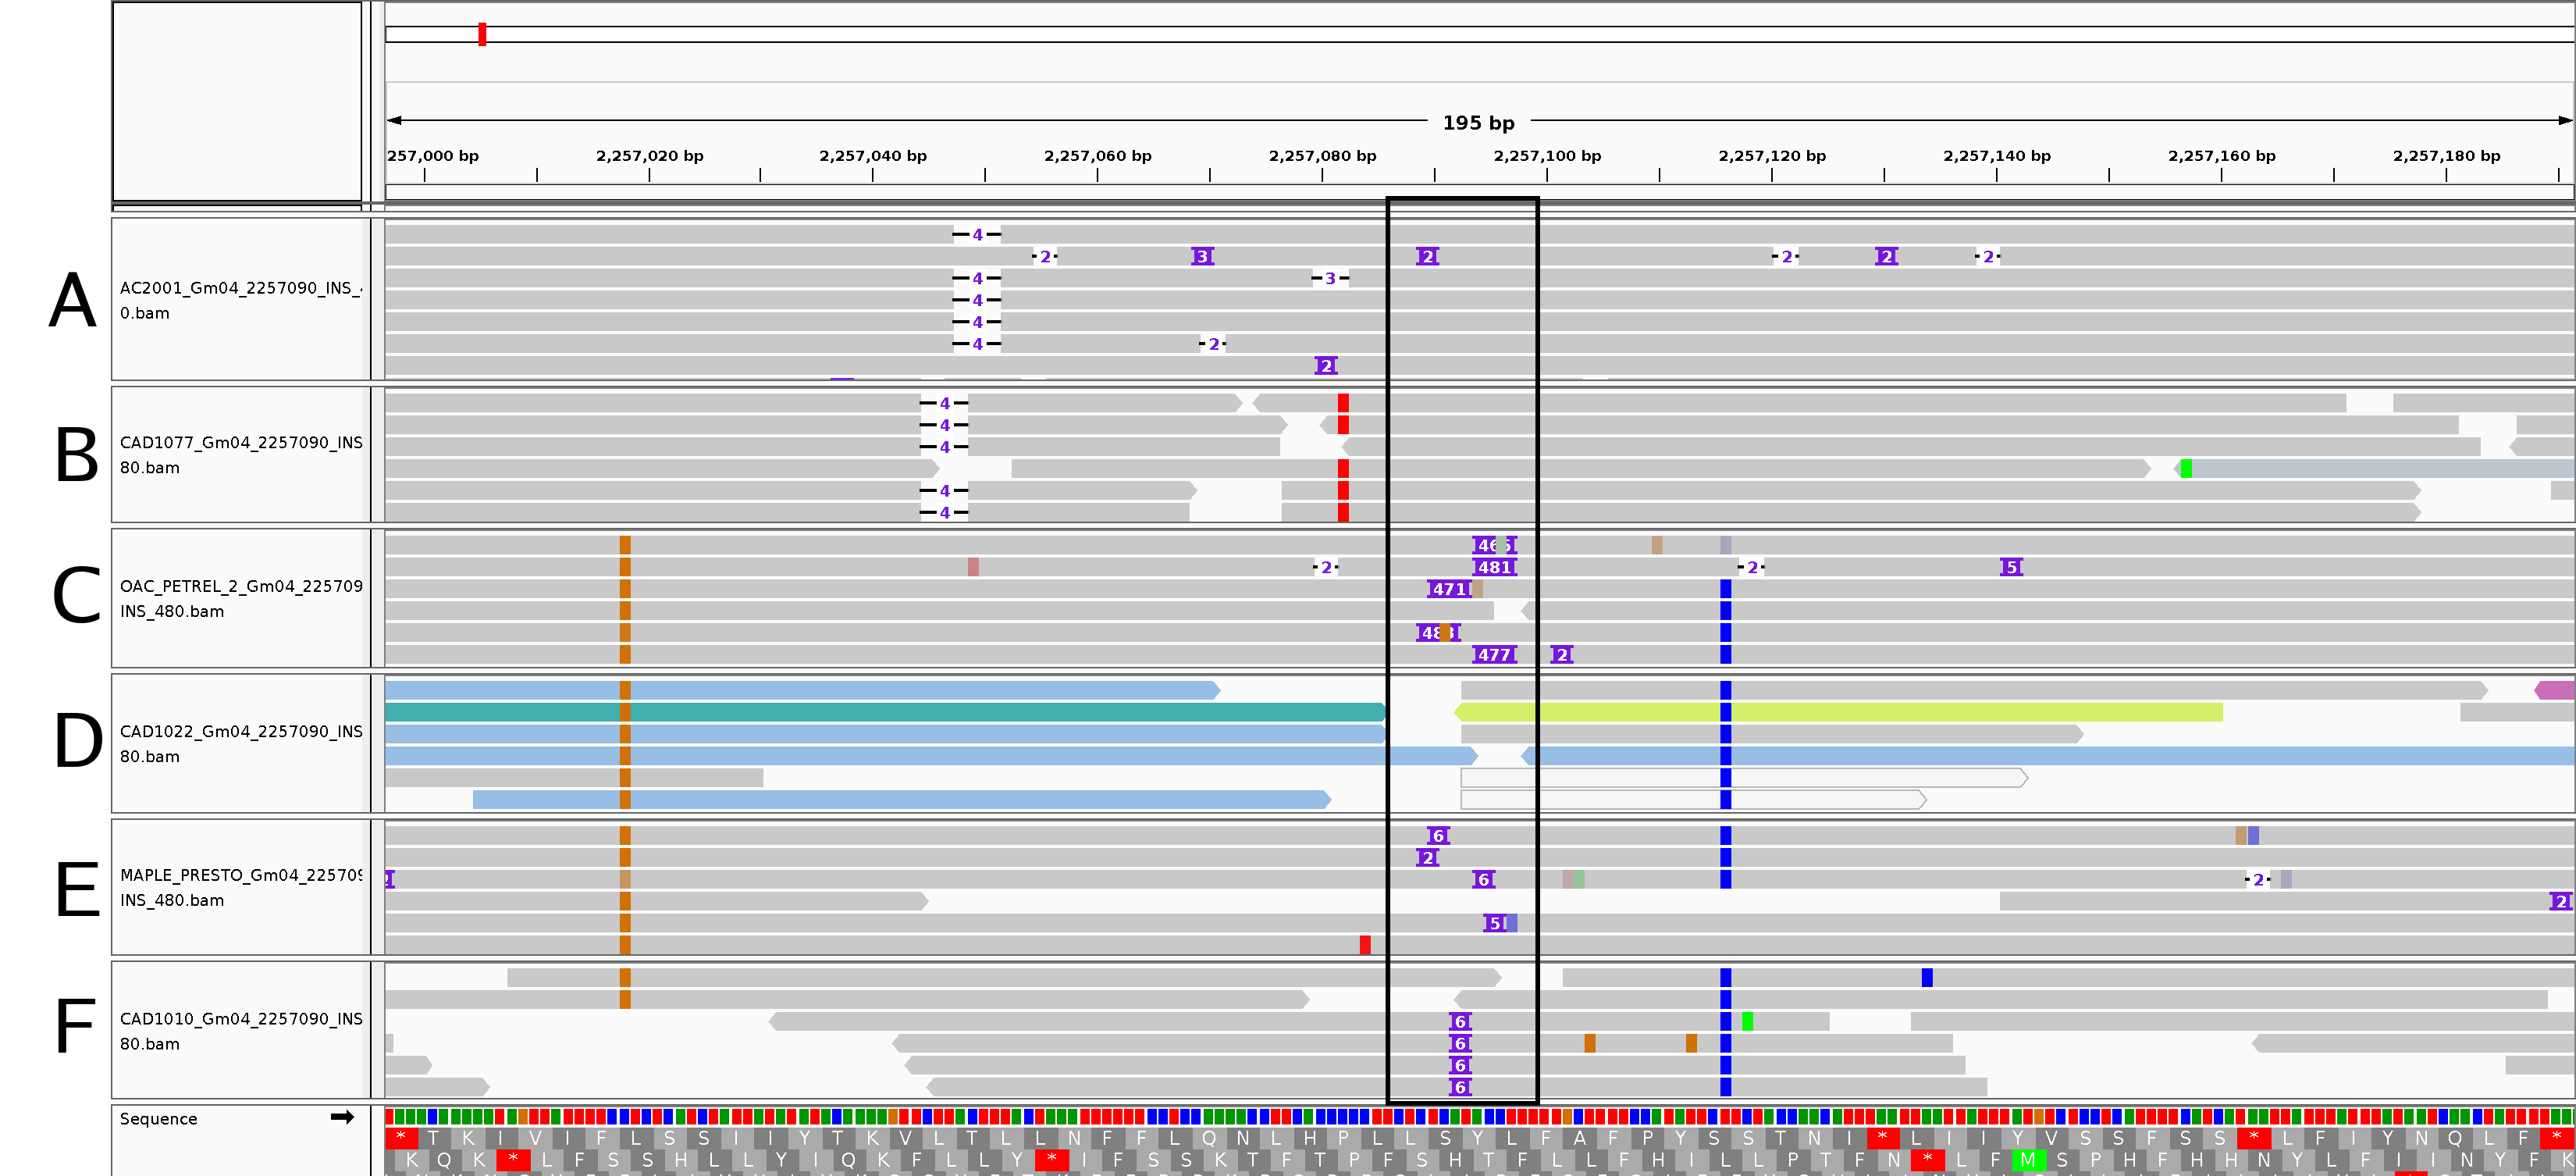 195 bp
257,000 bp 2,257,020 bp 2,257,040 bp 2,257,060 bp 2,257,080 bp 2,257,100 bp 2,257,120 bp 2,257,140 bp 2,257,160 bp 2,257,180 bp
A
AC2001_Gm04_2257090_INS_
0.bam
4
2 3 2 2 2 2
4 3
4
4
4 2
2
B
CAD1077_Gm04_2257090_INS
80.bam
4
4
4
4
4
C
OAC_PETREL_2_Gm04_225709
INS_480.bam
2 481 2 5
471
477 2
D
CAD1022_Gm04_2257090_INS
80.bam
E
MAPLE_PRESTO_Gm04_225709
INS_480.bam
6
2
6 2
2
5
F
CAD1010_Gm04_2257090_INS
80.bam
6
6
6
6
Sequence
* T K I V I F L S S I I Y T K V L T L L N F F L Q N L H P L L S Y L F A F P Y S S T N I * L I I Y V S S F S S * L F I Y N Q L F *
K Q K * L F S S H L L Y I Q K F L L Y * I F S S K T F T P F S H T F L L F H I L L P T F N * L F M S P H F H H N Y L F I I N Y F K